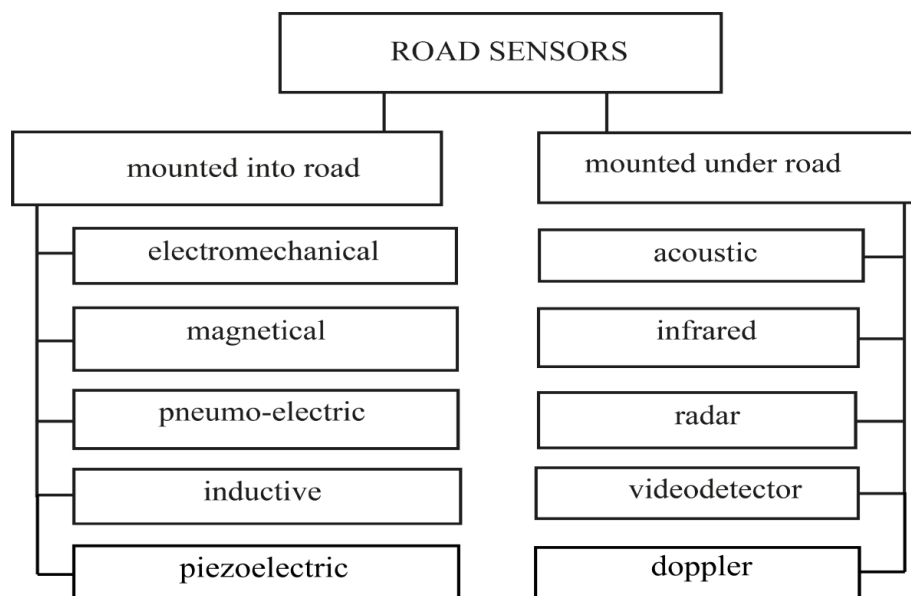 ROAD SENSORS
mounted into road
electromechanical
magnetical
pneumo-electric
inductive
piezoelectric
mounted under road
acoustic
infrared
radar
videodetector
doppler